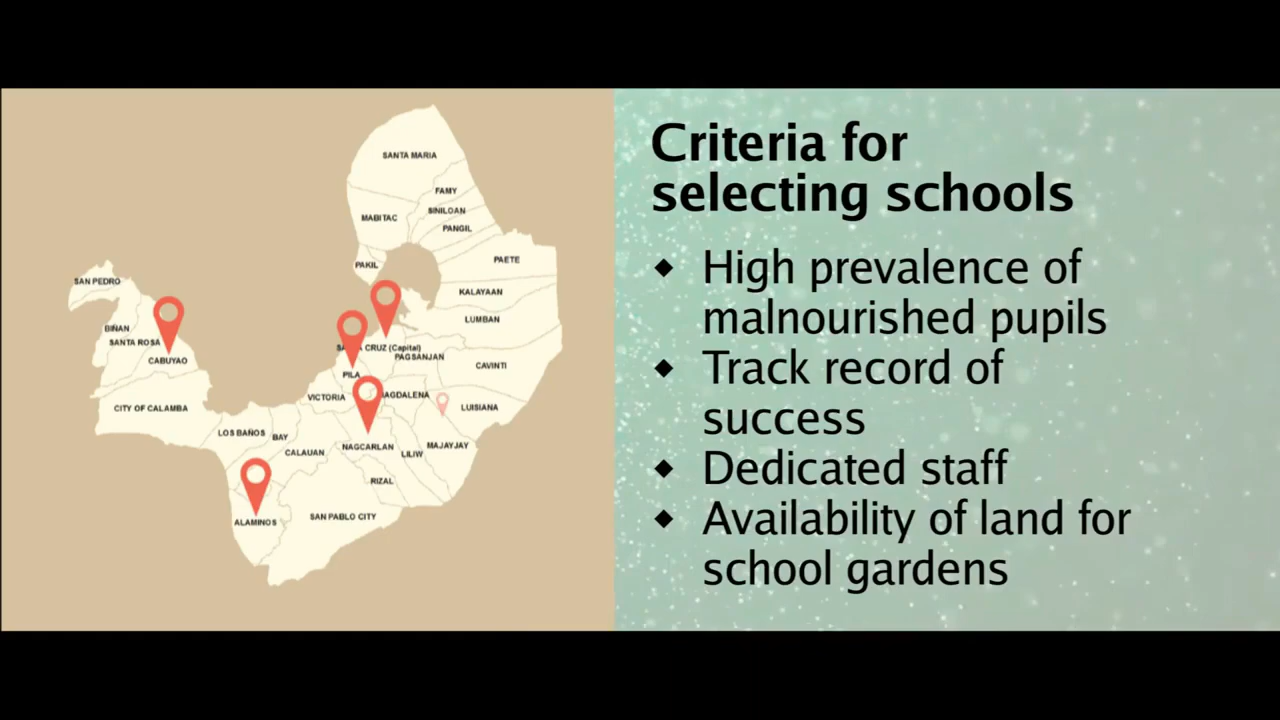 SANTA MARIA
FAMY
SINILOAN
MABITAC
PANGIL
PAKIL
PAETE
SAN PEDRO
KALAYAAN
LUMBAN
BIÑAN
SANTA ROSA
CABUYAO
CRUZ (Capital)
PAGSANJAN
CAVINTI
PILA
VICTORIA
AGDALENA
CITY OF CALAMBA
LUISIANA
LOS BAÑOS
BAY
NAGCARLAN
MAJAYJAY
CALAUAN
LILIW
RIZAL
SAN PABLO CITY
ALAMINOS
Criteria for
selecting schools
◆ High prevalence of
malnourished pupils
◆ Track record of
success
◆ Dedicated staff
◆ Availability of land for
school gardens